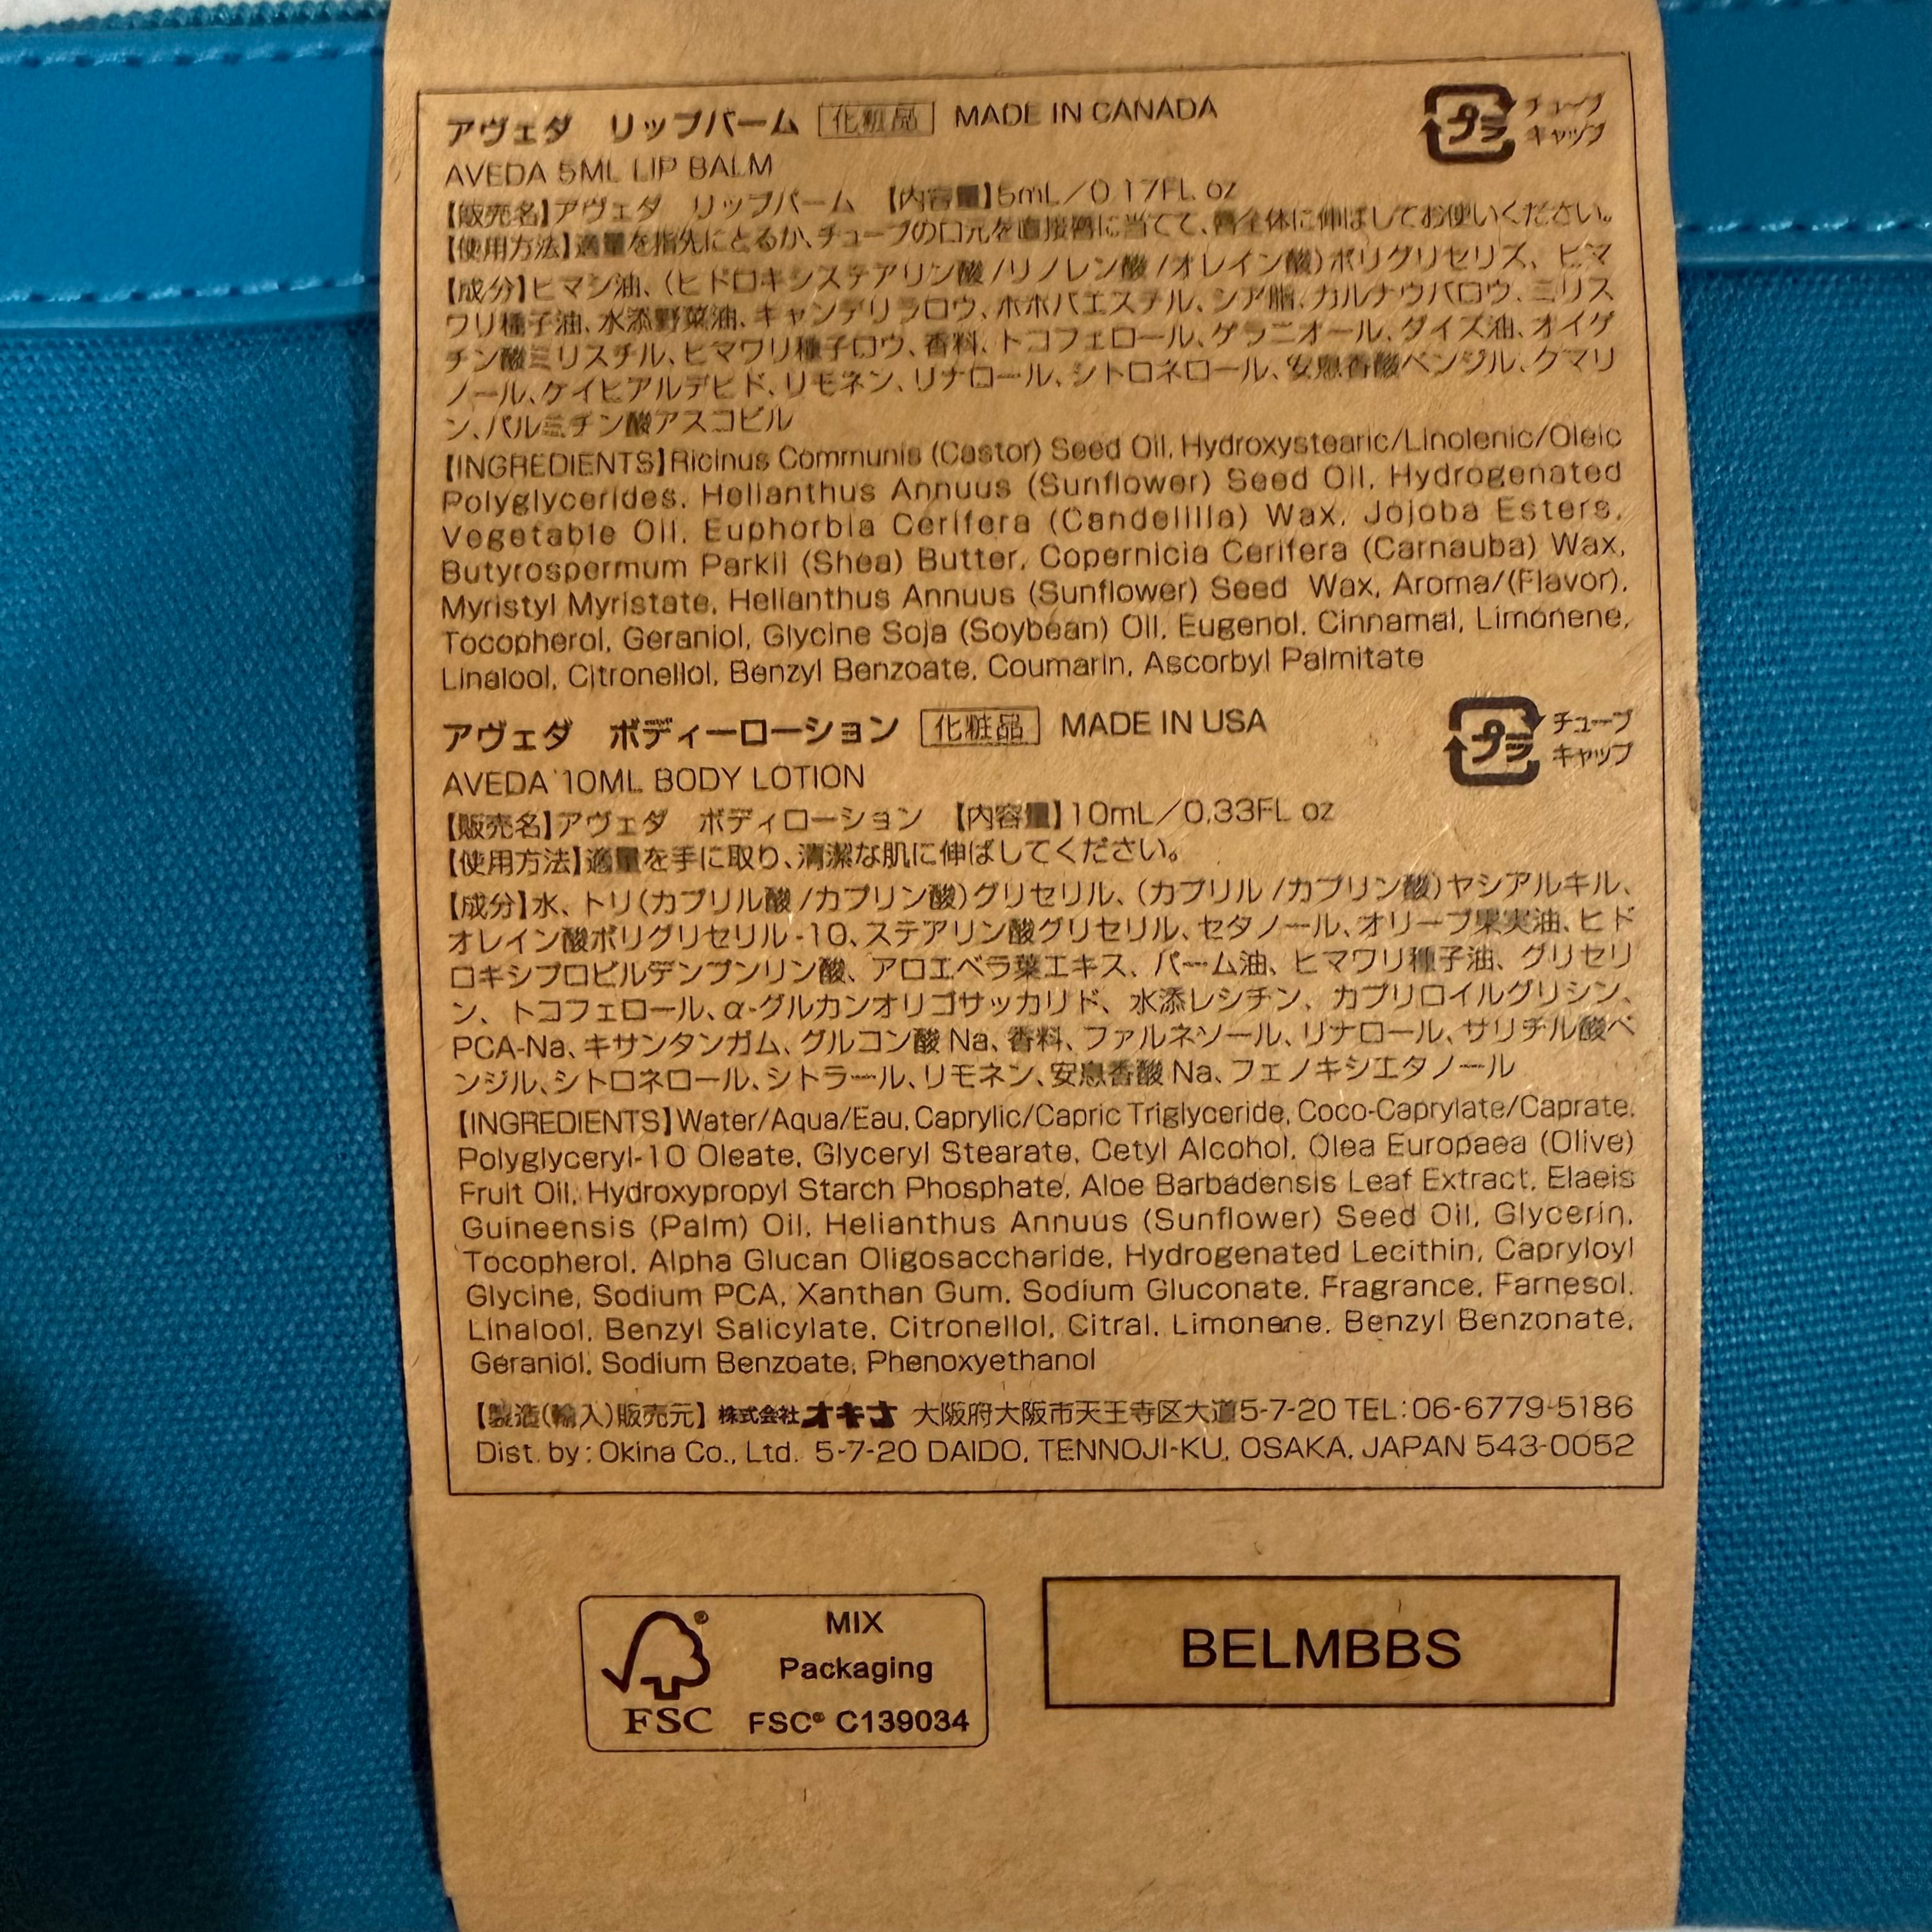 アヴェダ リップバーム 化粧品 MADE IN CANADA
プラ チューブ
キャップ
AVEDA 5ML LIP BALM
【販売名】アヴェダ リップバーム 【内容量】5mL/0.17FL oz
【使用方法】適量を指先にとるか、チューブの口元を直接唇に当てて、唇全体に伸ばしてお使いください。
【成分】ヒマシ油、(ヒドロキシステアリン酸/リノレン酸/オレイン酸)ポリグリセリズ、ヒマ
ワリ種子油、水添野菜油、キャンデリラロウ、ホホバエステル、シア脂、カルナウバロウ、ミリス
チン酸ミリスチル、ヒマワリ種子ロウ、香料、トコフェロール、ゲラニオール、ダイズ油、オイゲ
ノール、ケイヒアルデヒド、リモネン、リナロール、シトロネロール、安息香酸ベンジル、クマリ
ン、パルミチン酸アスコビル
【INGREDIENTS】Ricinus Communis (Castor) Seed Oil, Hydroxystearic/Linolenic/Oleic
Polyglycerides, Helianthus Annuus (Sunflower) Seed Oil, Hydrogenated
Vegetable Oil, Euphorbia Cerifera (Candelilla) Wax, Jojoba Esters,
Butyrospermum Parkii (Shea) Butter, Copernicia Cerifera (Carnauba) Wax,
Myristyl Myristate, Helianthus Annuus (Sunflower) Seed Wax, Aroma/(Flavor),
Tocopherol, Geraniol, Glycine Soja (Soybean) Oil, Eugenol, Cinnamal, Limonene,
Linalool, Citronellol, Benzyl Benzoate, Coumarin, Ascorbyl Palmitate
アヴェダ ボディーローション 化粧品 MADE IN USA
プラ チューブ
キャップ
AVEDA 10ML BODY LOTION
【販売名】アヴェダ ボディローション 【内容量】10mL/0.33FL oz
【使用方法】適量を手に取り、清潔な肌に伸ばしてください。
【成分】水、トリ(カプリル酸/カプリン酸)グリセリル、(カプリル/カプリン酸)ヤシアルキル、
オレイン酸ポリグリセリル-10、ステアリン酸グリセリル、セタノール、オリーブ果実油、ヒド
ロキシプロピルデンプンリン酸、アロエベラ葉エキス、パーム油、ヒマワリ種子油、グリセリ
ン、トコフェロール、α-グルカンオリゴサッカリド、水添レシチン、カプリロイルグリシン、
PCA-Na、キサンタンガム、グルコン酸Na、香料、ファルネソール、リナロール、サリチル酸ベ
ンジル、シトロネロール、シトラール、リモネン、安息香酸Na、フェノキシエタノール
【INGREDIENTS】Water/Aqua/Eau, Caprylic/Capric Triglyceride, Coco-Caprylate/Caprate,
Polyglyceryl-10 Oleate, Glyceryl Stearate, Cetyl Alcohol, Olea Europaea (Olive)
Fruit Oil, Hydroxypropyl Starch Phosphate, Aloe Barbadensis Leaf Extract, Elaeis
Guineensis (Palm) Oil, Helianthus Annuus (Sunflower) Seed Oil, Glycerin,
Tocopherol, Alpha Glucan Oligosaccharide, Hydrogenated Lecithin, Capryloyl
Glycine, Sodium PCA, Xanthan Gum, Sodium Gluconate, Fragrance, Farnesol,
Linalool, Benzyl Salicylate, Citronellol, Citral, Limonene, Benzyl Benzonate,
Geraniol, Sodium Benzoate, Phenoxyethanol
【製造(輸入)販売元】株式会社オキナ 大阪府大阪市天王寺区大道5-7-20 TEL:06-6779-5186
Dist. by : Okina Co., Ltd. 5-7-20 DAIDO, TENNOJI-KU, OSAKA, JAPAN 543-0052
MIX
Packaging
FSC FSC® C139034
BELMBBS